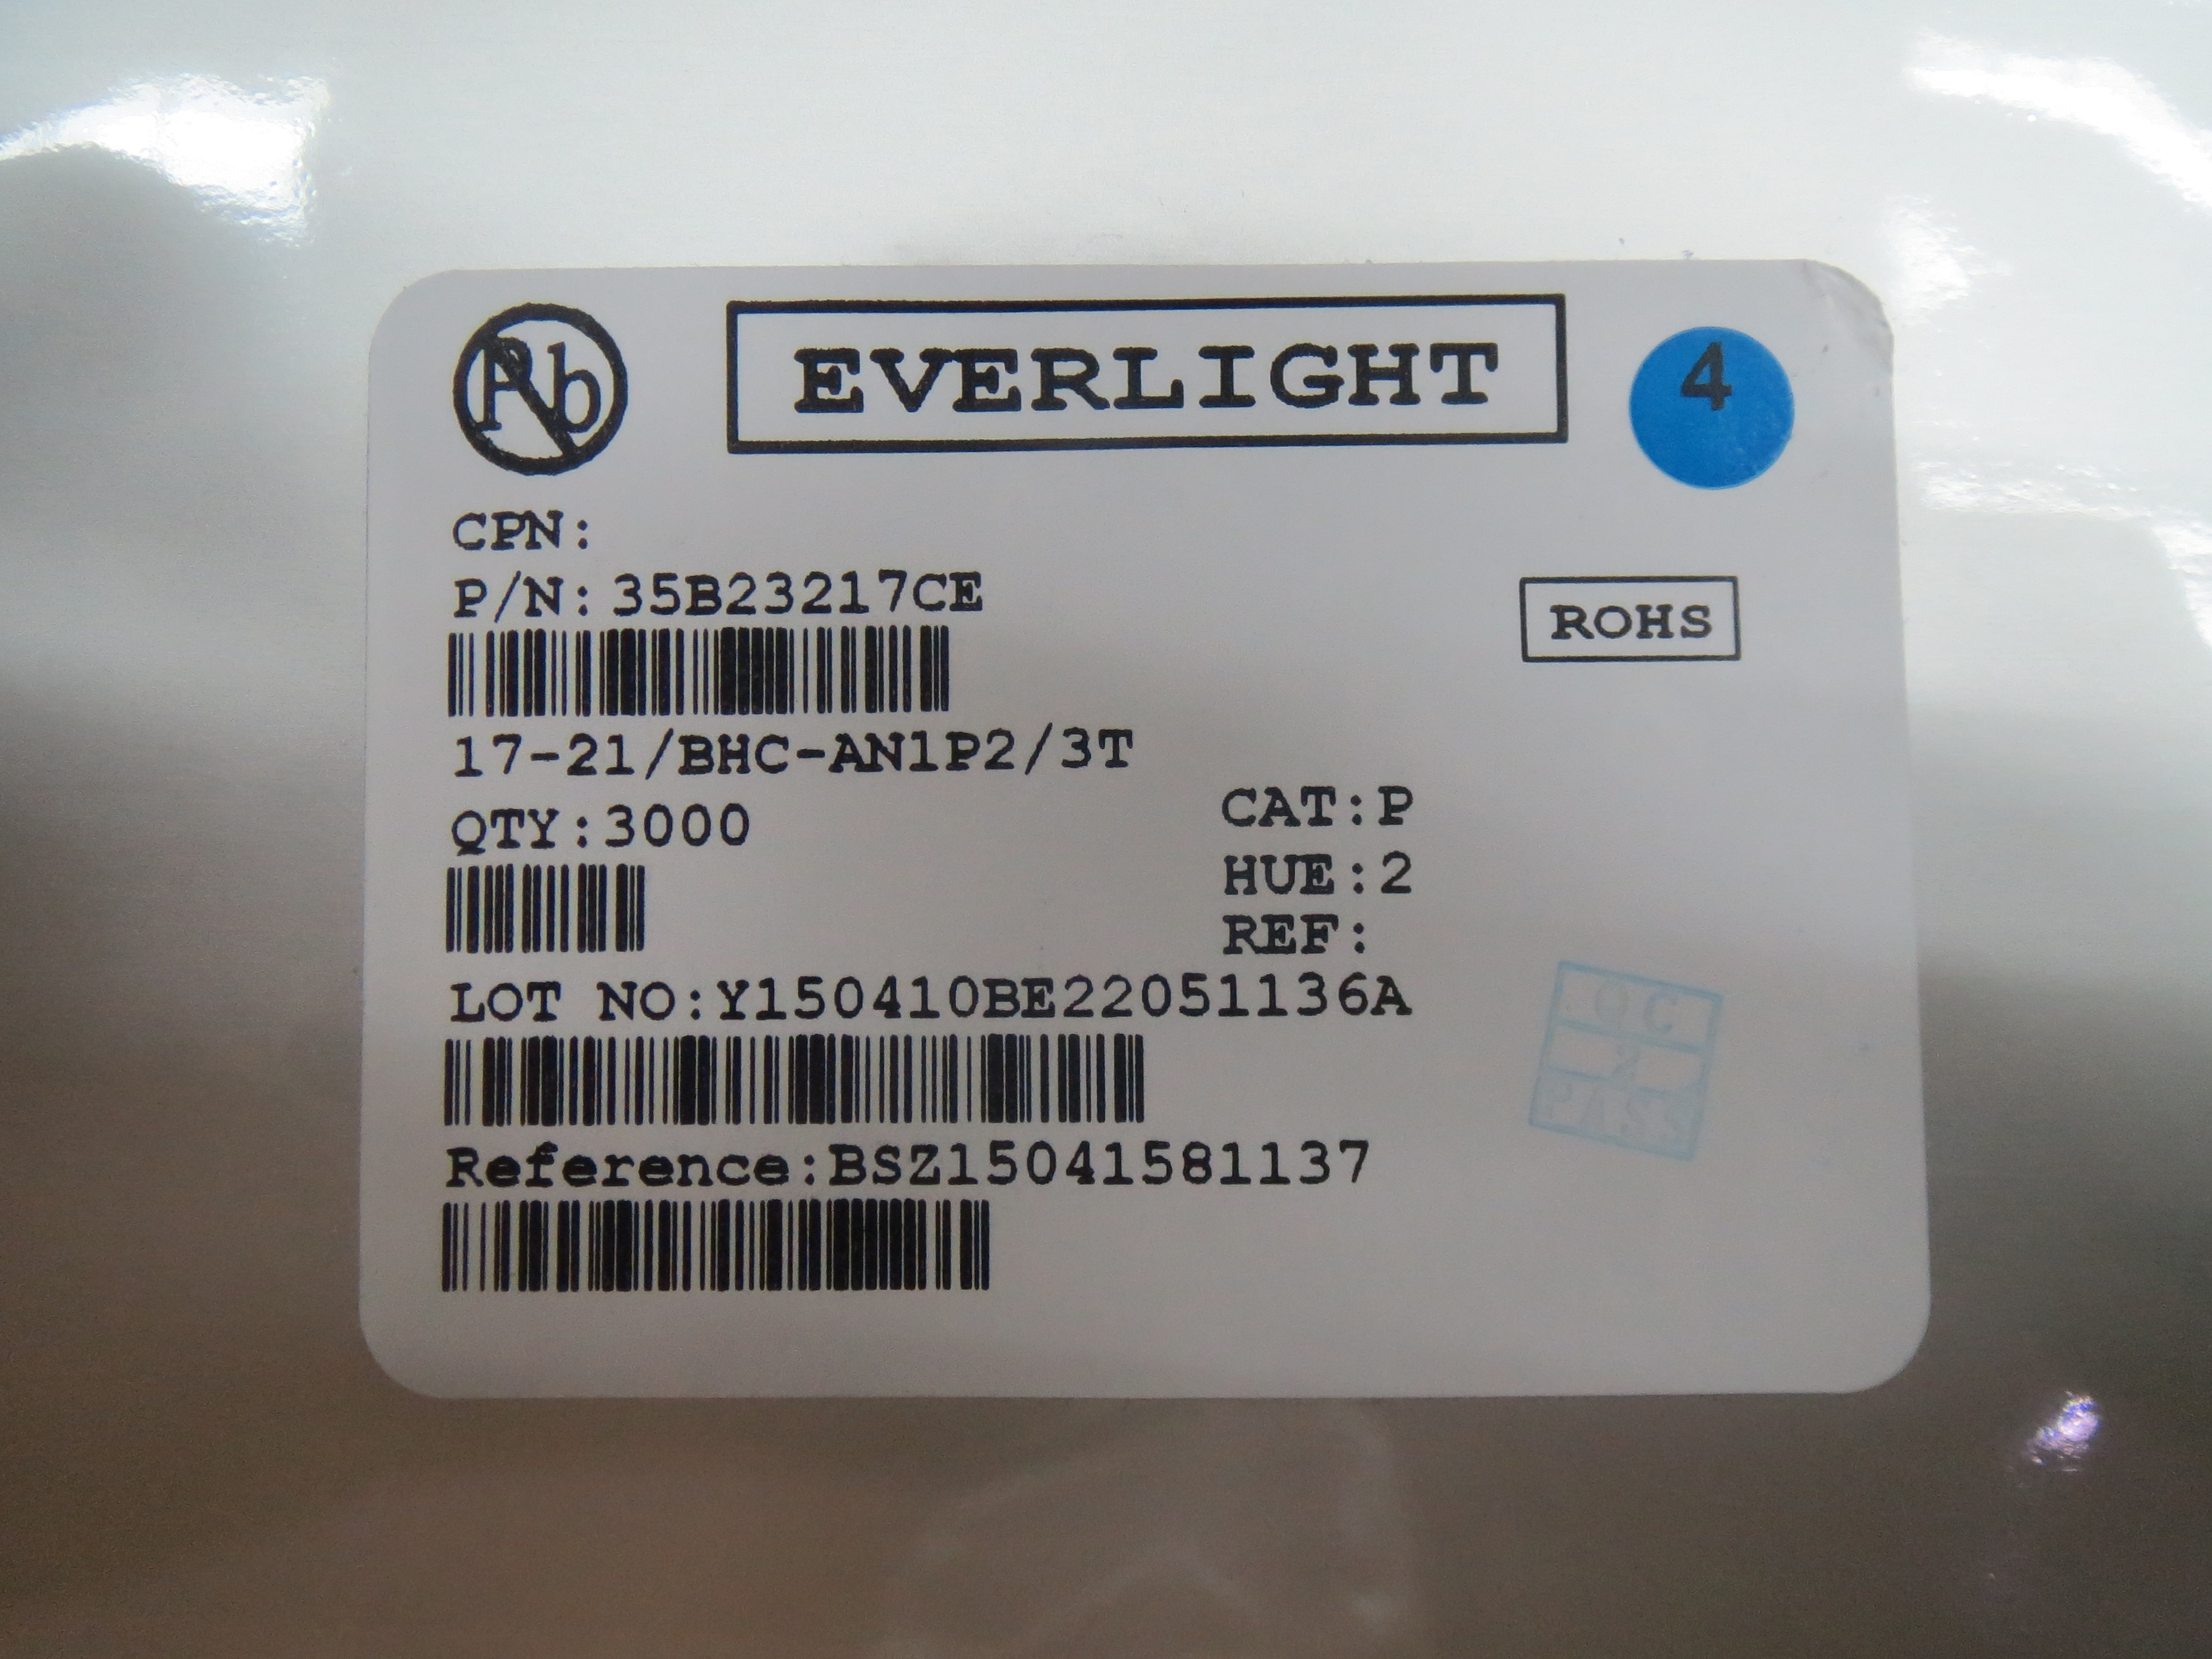 Pb
EVERLIGHT
4
CPN:
P/N:35B23217CE
ROHS
17-21/BHC-AN1P2/3T
QTY:3000
CAT:P
HUE:2
REF:
LOT NO:Y150410BE22051136A
QC
PASS
Reference:BSZ15041581137